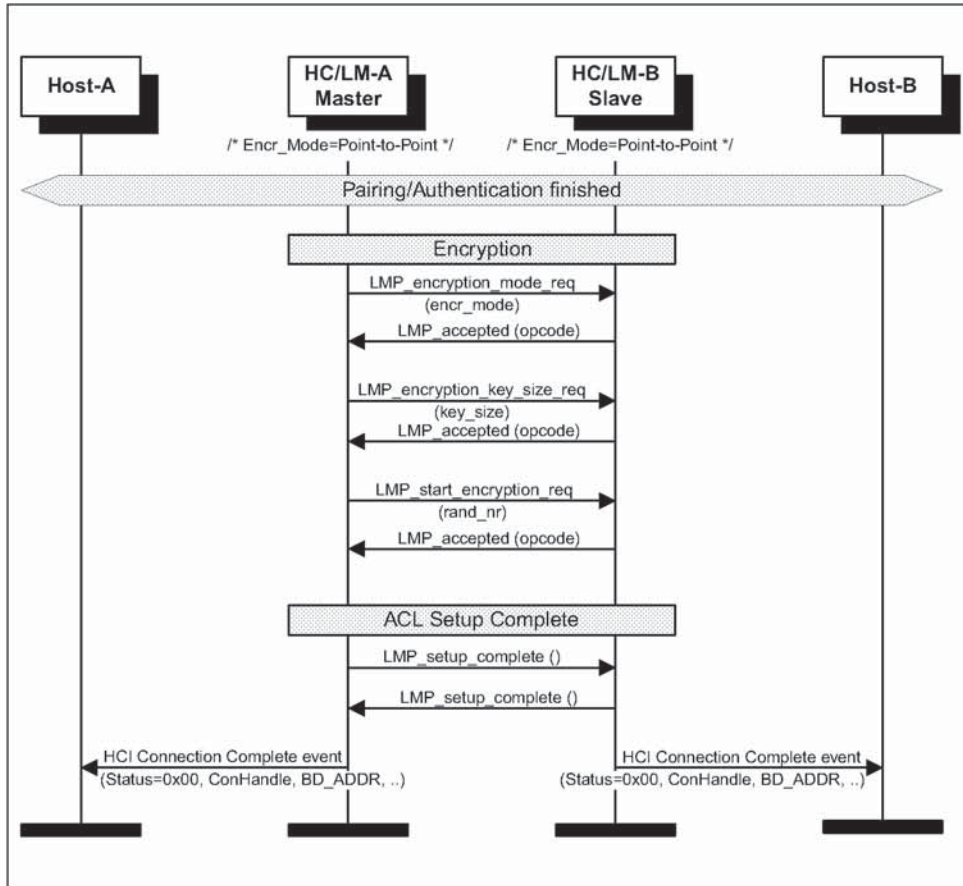 Host-A
HC/LM-A
Master
HC/LM-B
Slave
Host-B
/* Encr_Mode=Point-to-Point */
/* Encr_Mode=Point-to-Point */
Pairing/Authentication finished
Encryption
LMP_encryption_mode_req
(encr_mode)
LMP_accepted (opcode)
LMP_encryption_key_size_req
(key_size)
LMP_accepted (opcode)
LMP_start_encryption_req
(rand_nr)
LMP_accepted (opcode)
ACL Setup Complete
LMP_setup_complete ()
LMP_setup_complete ()
HCI Connection Complete event
(Status=0x00, ConHandle, BD_ADDR, ..)
HCI Connection Complete event
(Status=0x00, ConHandle, BD_ADDR, ..)